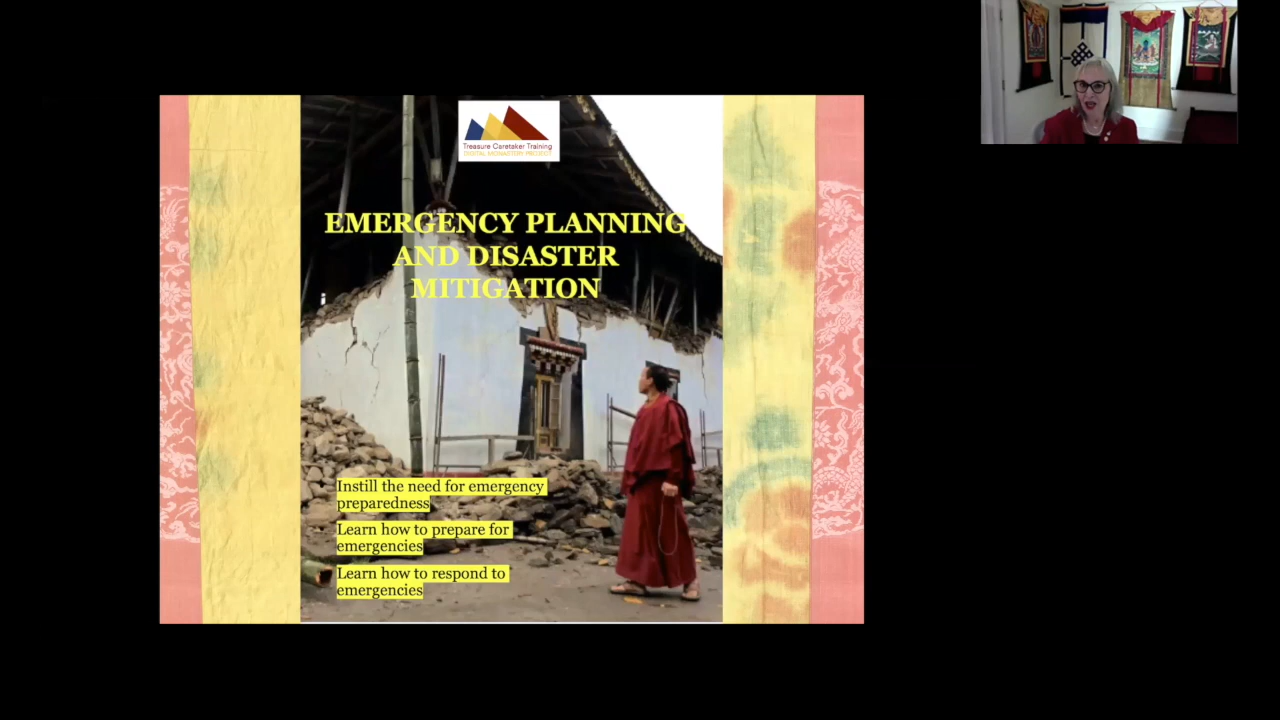 Treasure Caretaker Training
DIGITAL MONASTERY PROJECT
EMERGENCY PLANNING
AND DISASTER
MITIGATION
Instill the need for emergency
preparedness
Learn how to prepare for
emergencies
Learn how to respond to
emergencies